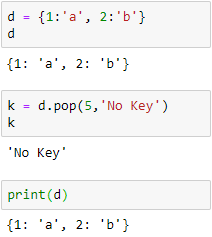 d = {1:'a', 2:'b'}
d
{1: 'a', 2: 'b'}
k = d.pop(5,'No Key')
k
'No Key'
print(d)
{1: 'a', 2: 'b'}